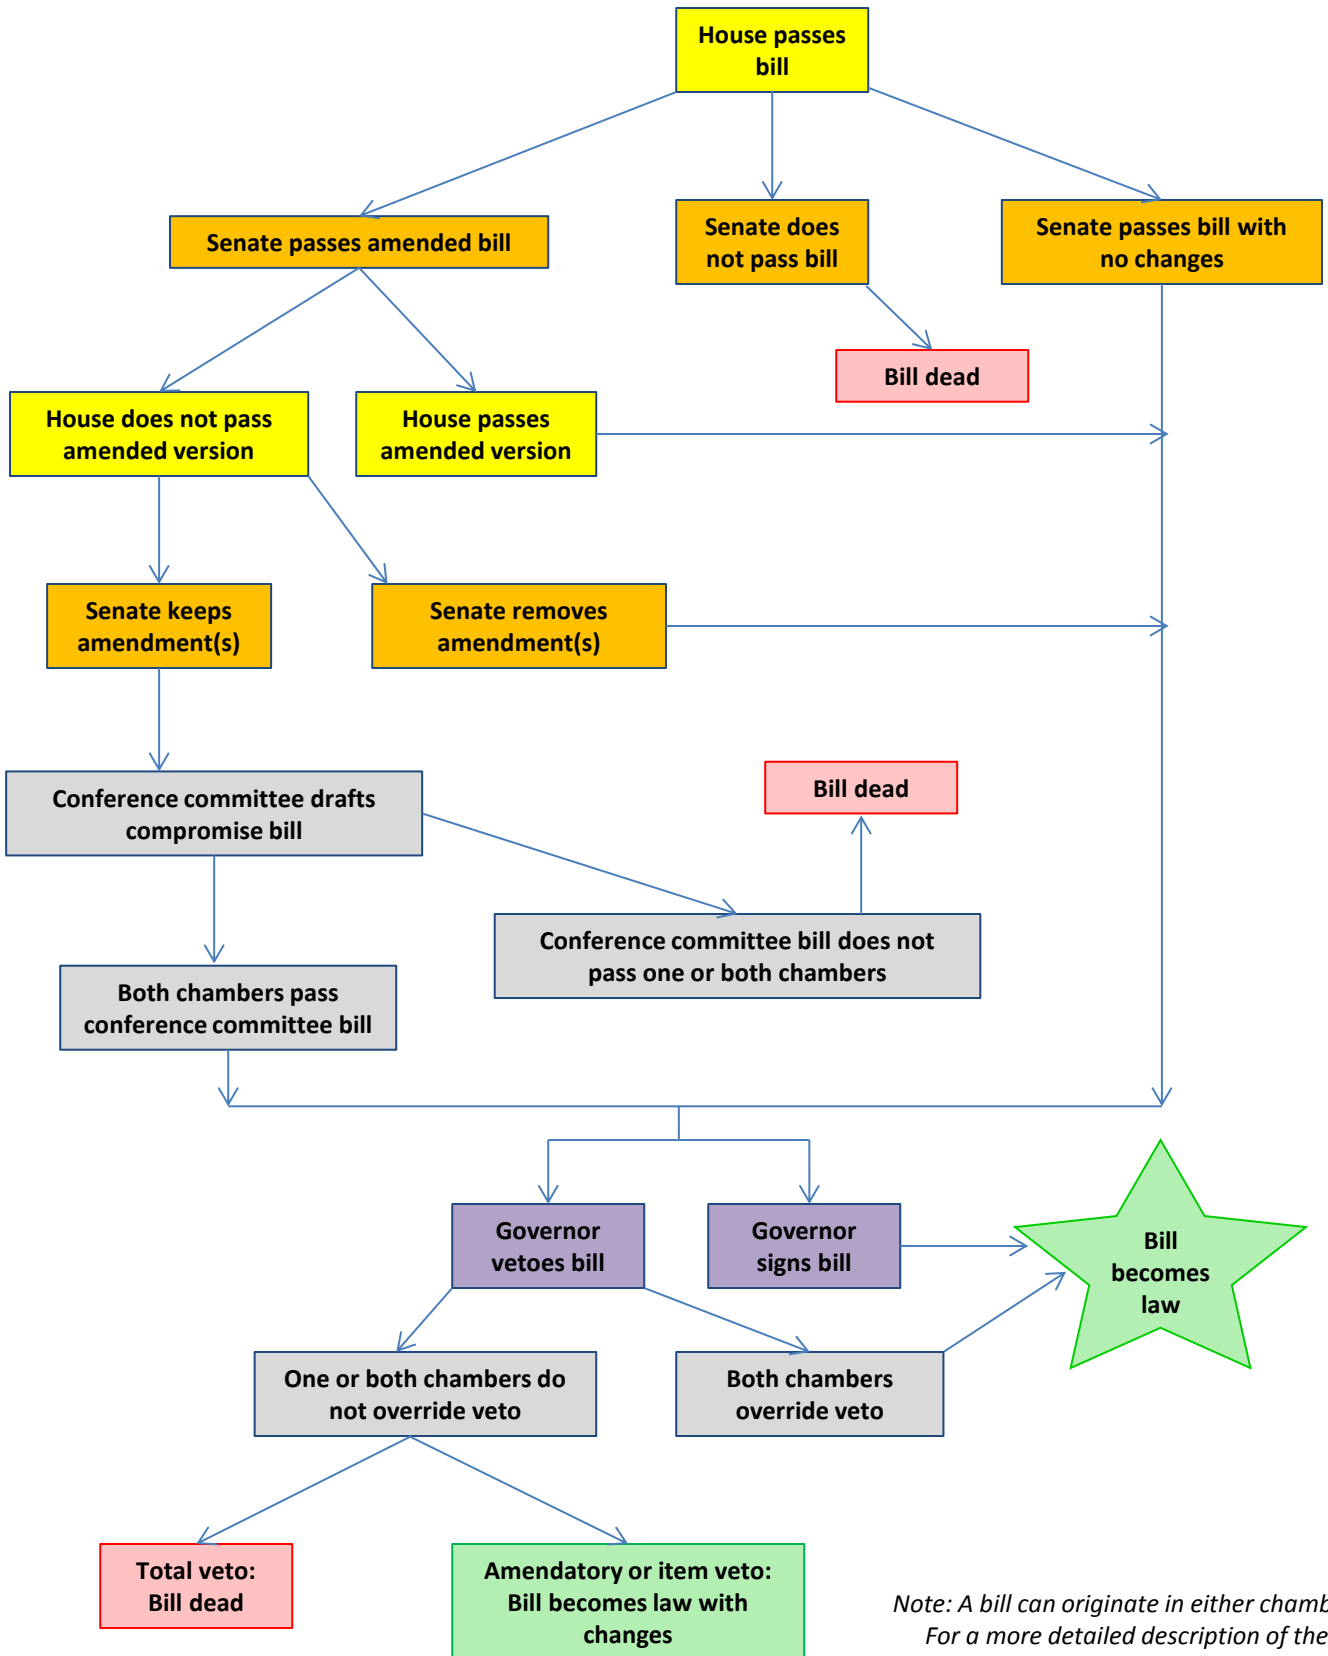 House passes
bill
Senate passes amended bill
Senate does
not pass bill
Senate passes bill with
no changes
Bill dead
House does not pass
amended version
House passes
amended version
Senate keeps
amendment(s)
Senate removes
amendment(s)
Conference committee drafts
compromise bill
Bill dead
Conference committee bill does not
pass one or both chambers
Both chambers pass
conference committee bill
Governor
vetoes bill
Governor
signs bill
Bill
becomes
law
One or both chambers do
not override veto
Both chambers
override veto
Total veto:
Bill dead
Amendatory or item veto:
Bill becomes law with
changes
Note: A bill can originate in either
For a more detailed description of the